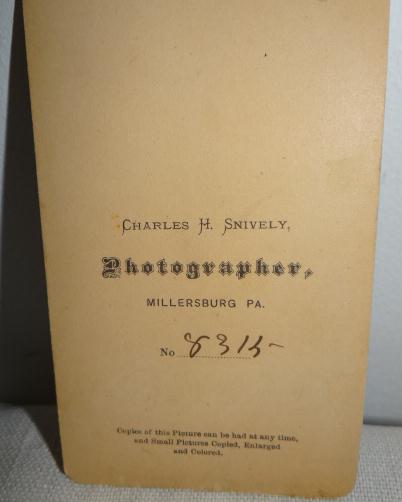 CHARLES H. SNIVELY,
Photographer,
MILLERSBURG PA.
No 8315
Copies of this Picture can be had at any time,
and Small Pictures Copied, Enlarged
and Colored.